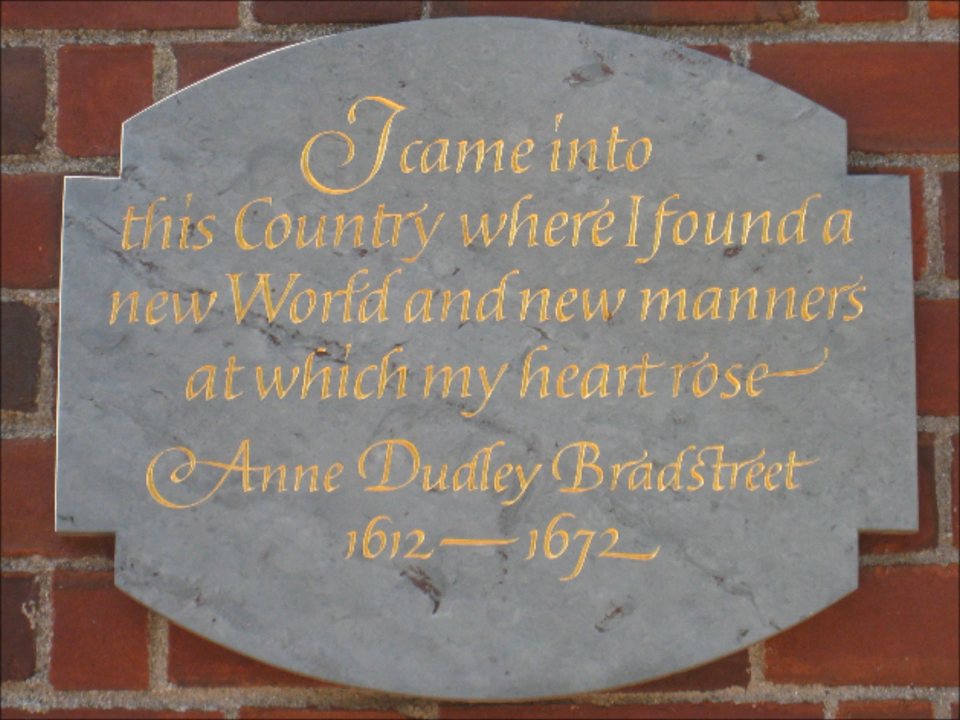 I came into
this Country where I found a
new World and new manners
at which my heart rose
Anne Dudley Bradstreet
1612 — 1672